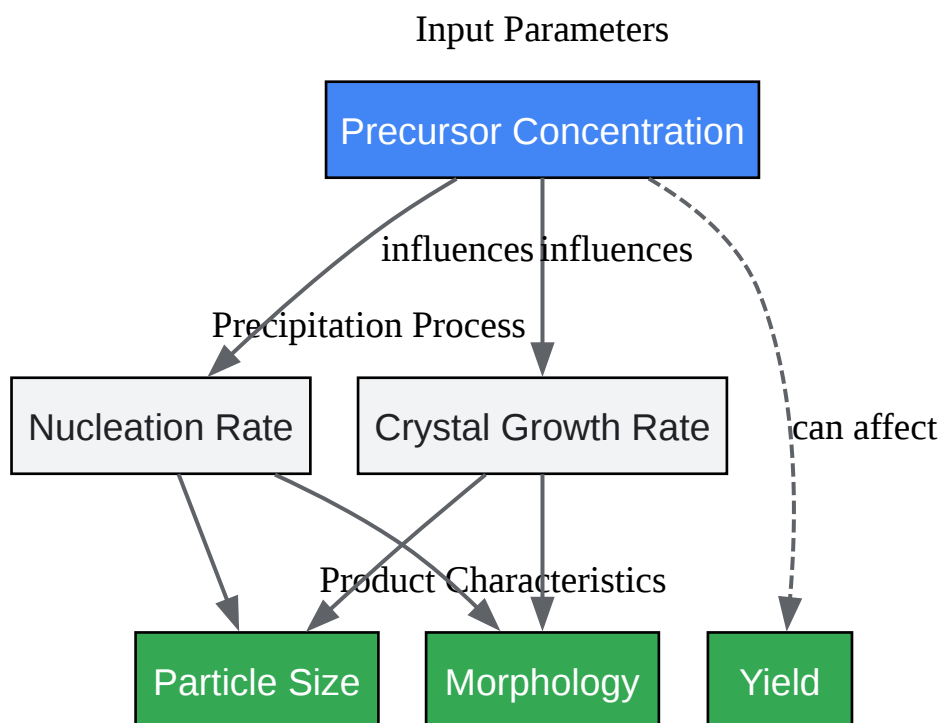 Input Parameters
Precursor Concentration
influences influences
Precipitation Process
Nucleation Rate Crystal Growth Rate
can affect
Product Characteristics
Particle Size Morphology Yield